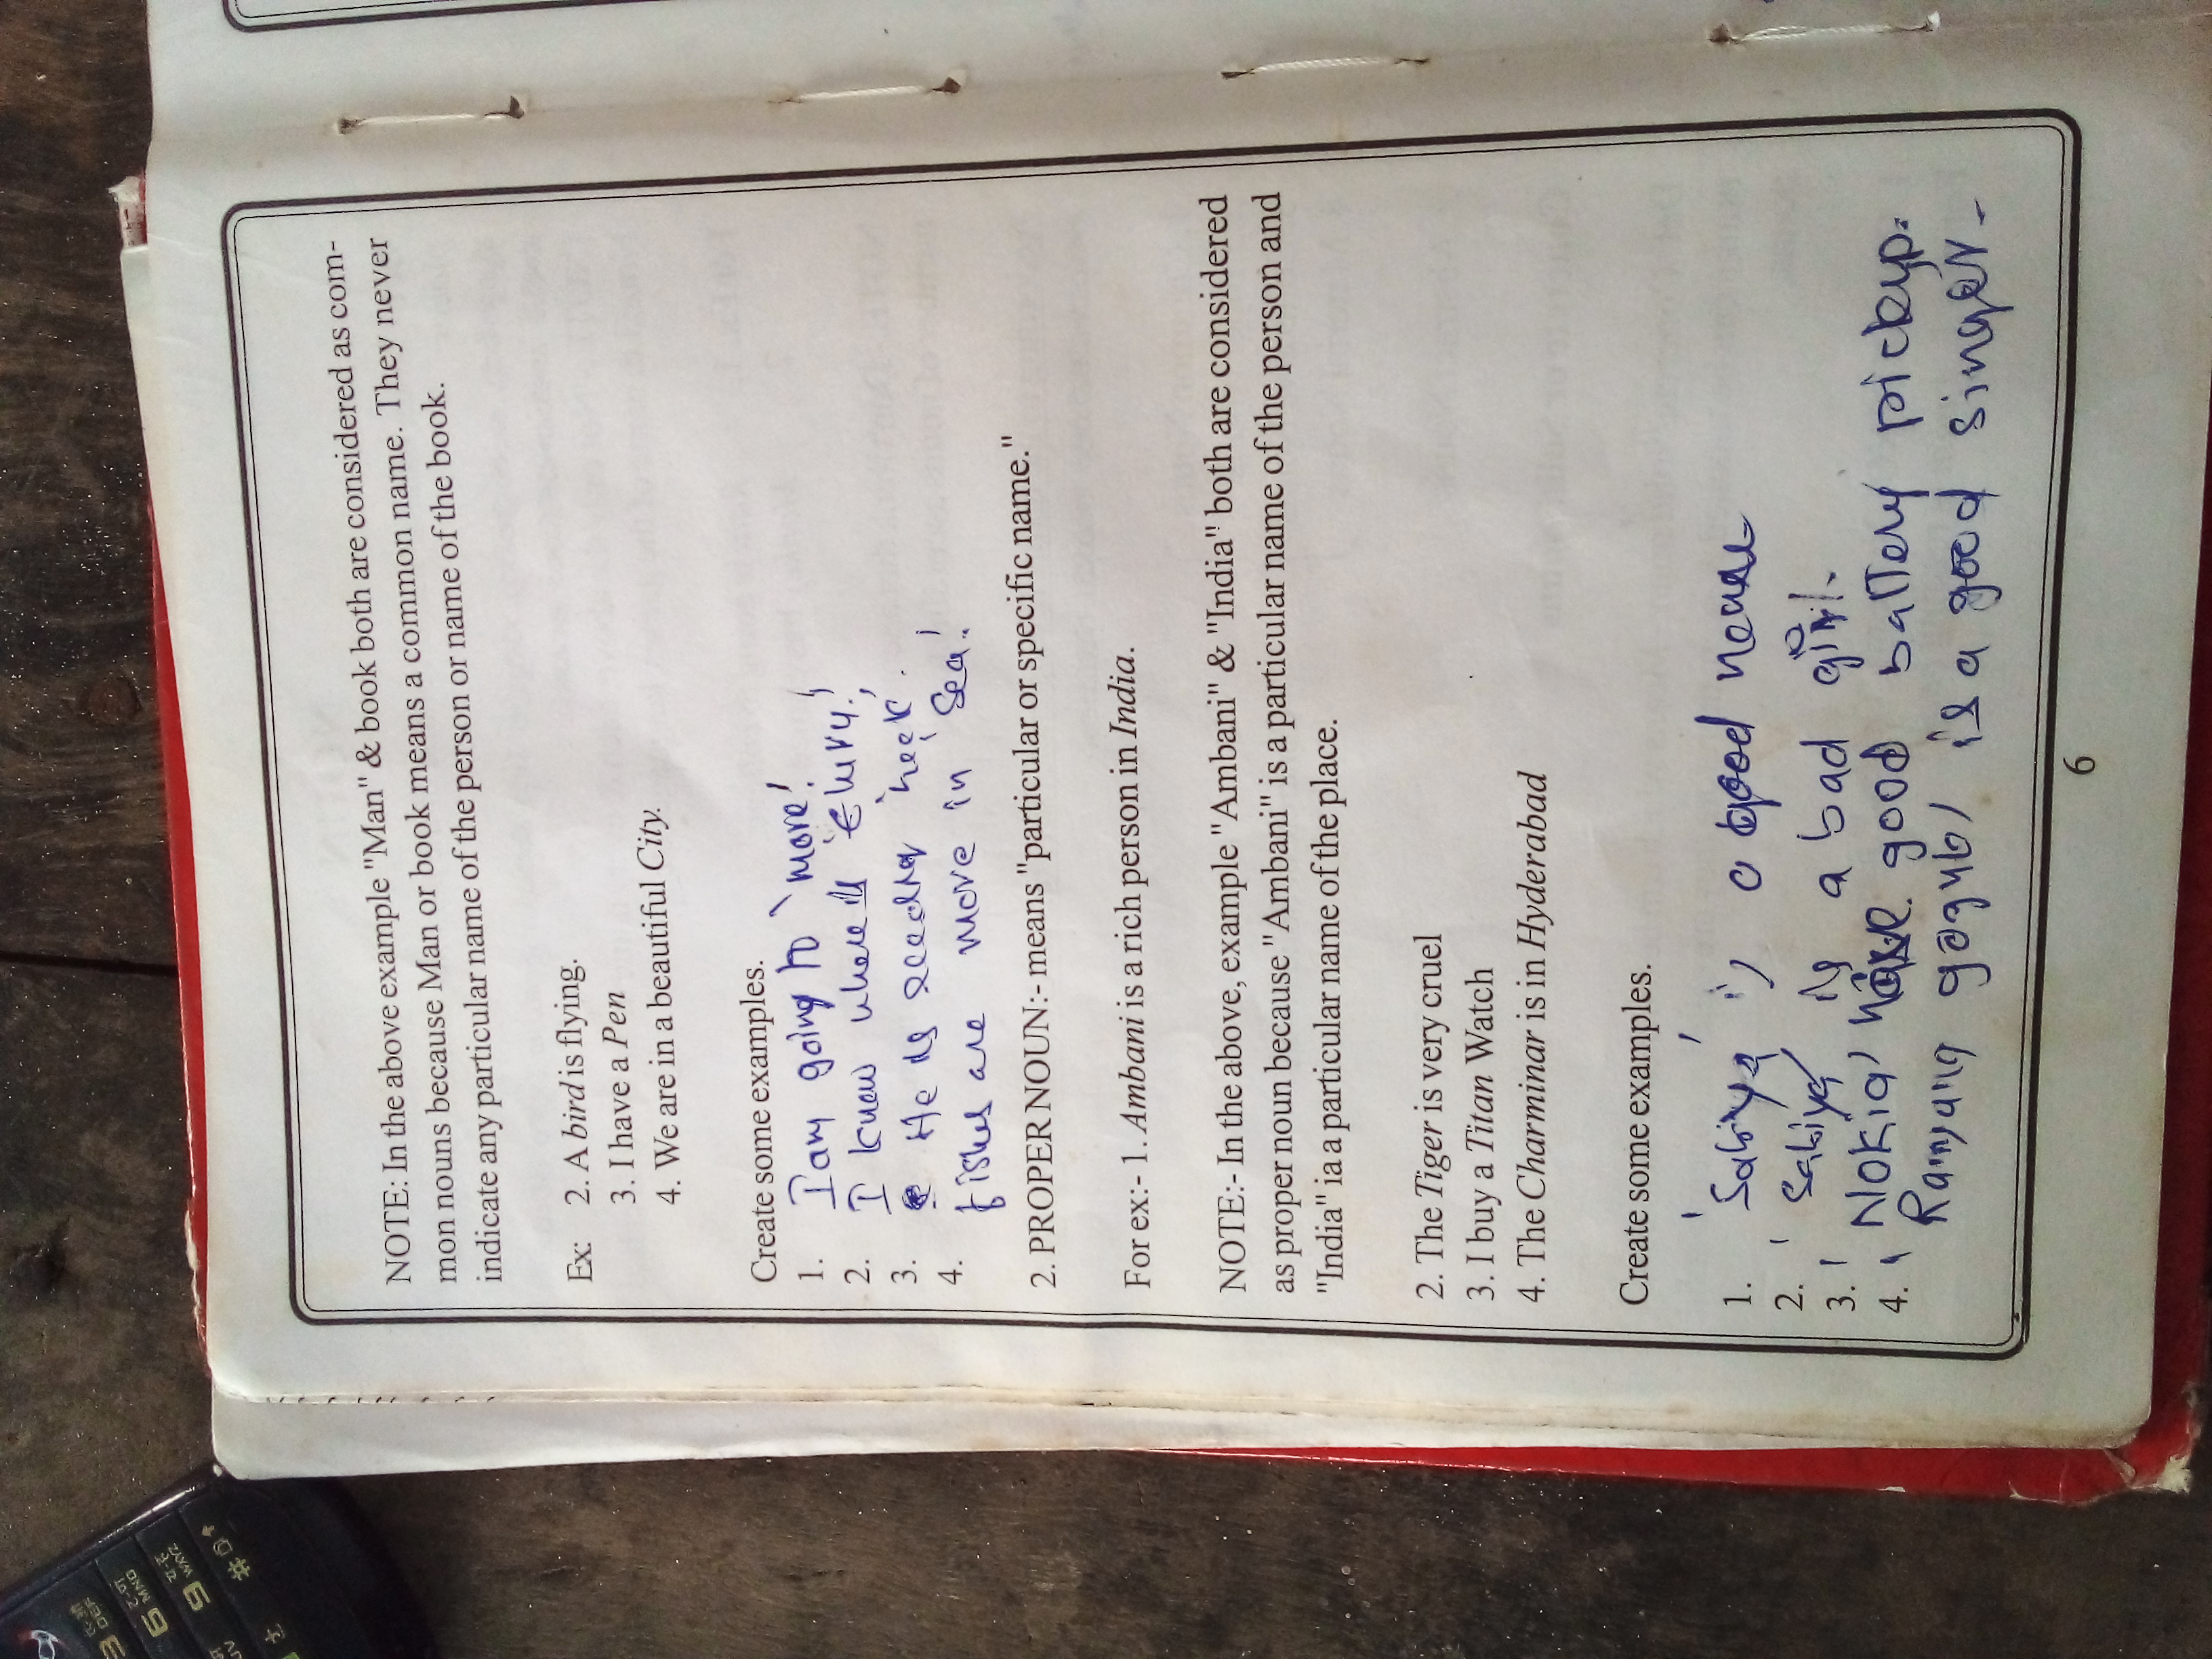 3 DEF
6 MNO
9 WXYZ
#
NOTE: In the above example "Man" & book both are considered as com-
mon nouns because Man or book means a common name. They never
indicate any particular name of the person or name of the book.
Ex: 2. A bird is flying.
3. I have a Pen
4. We are in a beautiful City.
Create some examples.
1. I am going to 'more'.
2. I know where is
3. He is reading
4. fishes are more in 'Sea'.
2. PROPER NOUN:- means "particular or specific name."
For ex:- 1. Ambani is a rich person in India.
NOTE:- In the above, example "Ambani" & "India" both are considered
as proper noun because "Ambani" is a particular name of the person and
"India" ia a particular name of the place.
2. The Tiger is very cruel
3. I buy a Titan Watch
4. The Charminar is in Hyderabad
Create some examples.
1. 'Sabiya' is a good
2. 'Sabiya' is a bad girl.
3. 'Nokia' have good battery pickup.
4. is a good singer.
6